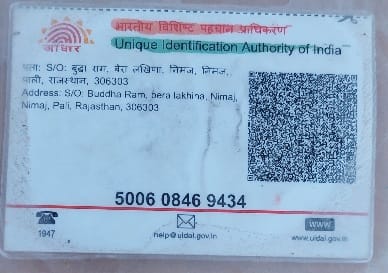 भारतीय विशिष्ट पहचान प्राधिकरण
आधार
Unique Identification Authority of India
पता: S/O: बुद्धा राम, बेरा लखिणा, निमज, निमज,
पाली, राजस्थान, 306303
Address: S/O: Buddha Ram, bera lakhina, Nimaj,
Nimaj, Pali, Rajasthan, 306303
5006 0846 9434
1947
help@uidai.gov.in
WWW
www.uidai.gov.in